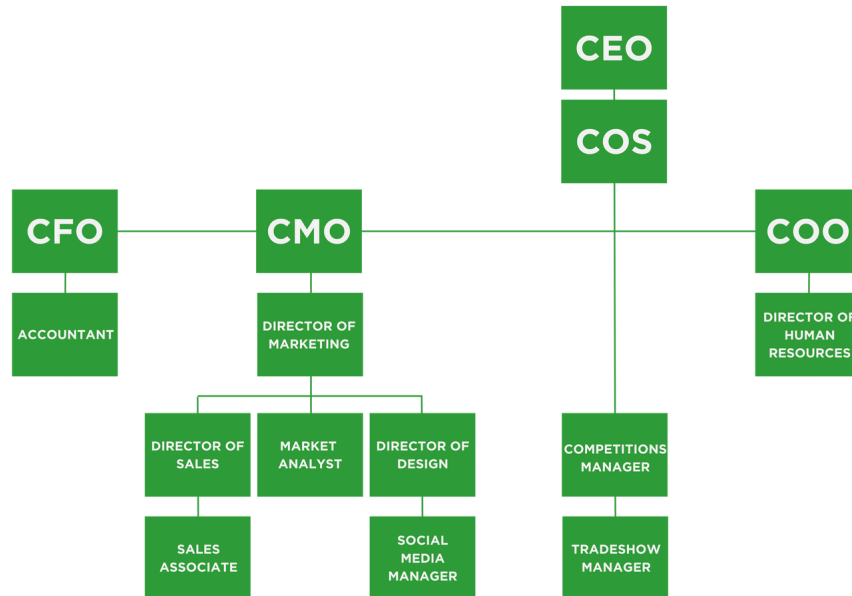 CEO
COS
CFO
CMO
COO
ACCOUNTANT
DIRECTOR OF
MARKETING
DIRECTOR OF
HUMAN
RESOURCES
DIRECTOR OF
SALES
MARKET
ANALYST
DIRECTOR OF
DESIGN
COMPETITIONS
MANAGER
SALES
ASSOCIATE
SOCIAL
MEDIA
MANAGER
TRADESHOW
MANAGER